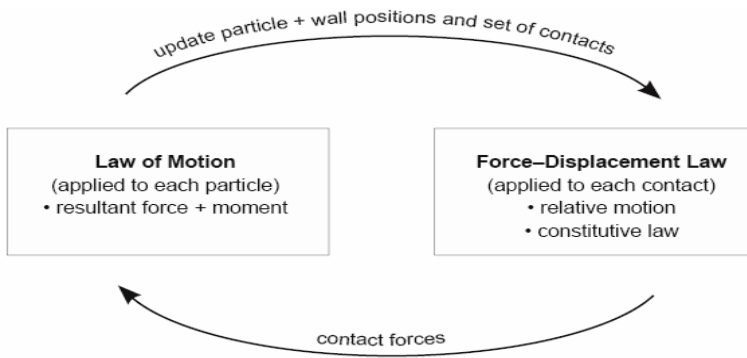 update particle + wall positions and set of contacts
Law of Motion
(applied to each particle)
• resultant force + moment
Force–Displacement Law
(applied to each contact)
• relative motion
• constitutive law
contact forces